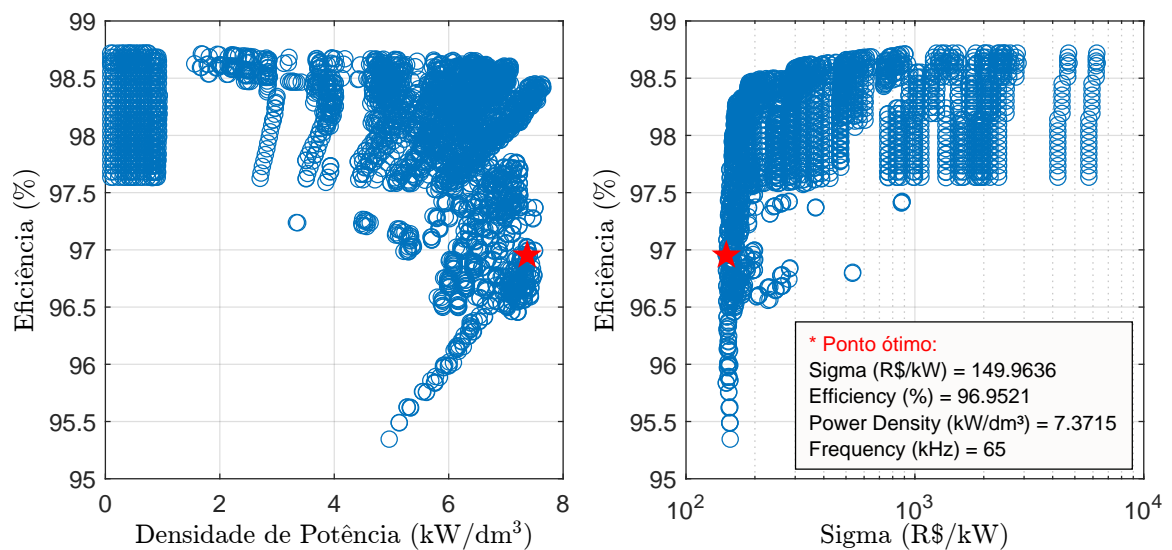 99
98.5
98
97.5
97
96.5
96
95.5
95
Eficiência (%)
0
2
4
6
8
Densidade de Potência (kW/dm³)
99
98.5
98
97.5
97
96.5
96
95.5
95
Eficiência (%)
* Ponto ótimo:
Sigma (R$/kW) = 149.9636
Efficiency (%) = 96.9521
Power Density (kW/dm³) = 7.3715
Frequency (kHz) = 65
10²
10³
10⁴
Sigma (R$/kW)